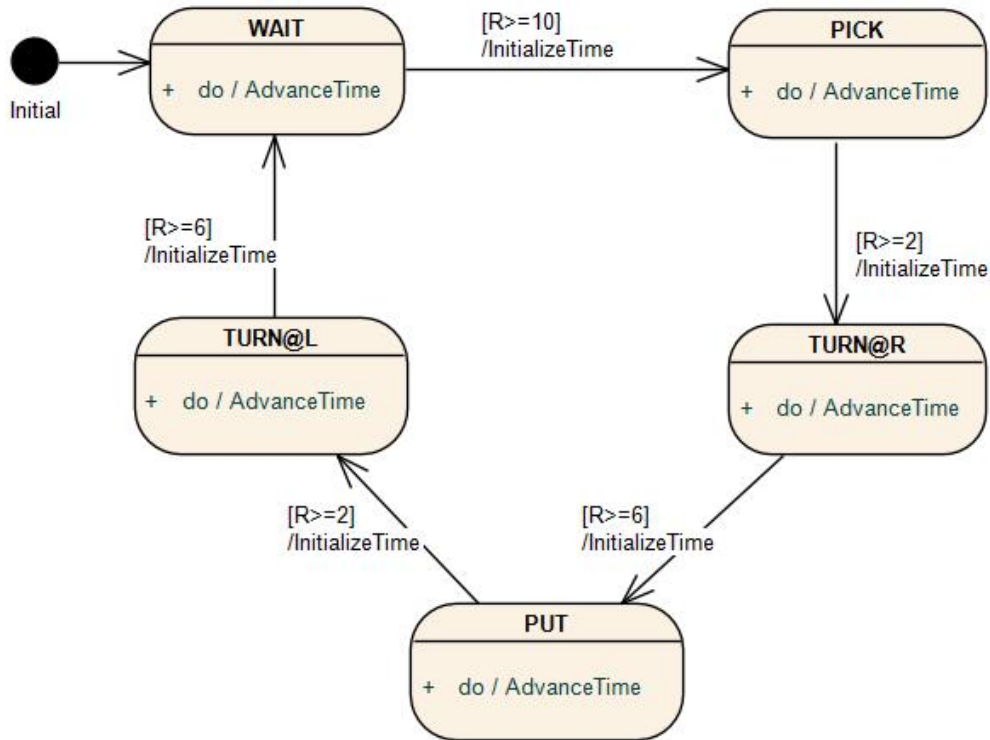 WAIT
+ do / AdvanceTime
Initial
[R>=10]
/InitializeTime
PICK
+ do / AdvanceTime
[R>=6]
/InitializeTime
[R>=2]
/InitializeTime
TURN@L
+ do / AdvanceTime
TURN@R
+ do / AdvanceTime
[R>=2]
/InitializeTime
[R>=6]
/InitializeTime
PUT
+ do / AdvanceTime